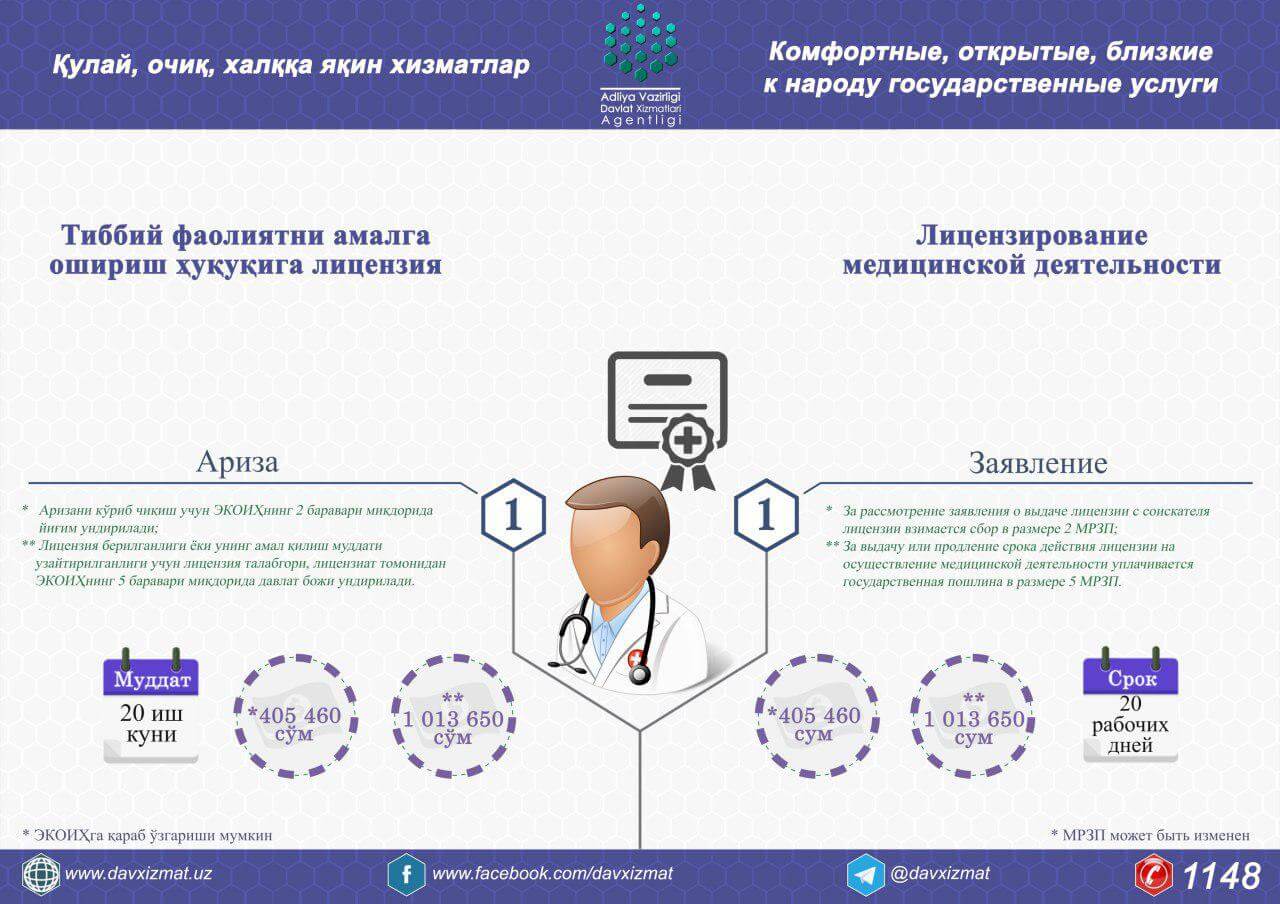 Қулай, очиқ, халққа яқин хизматлар
Adliya Vazirligi
Davlat Xizmatlari
Agentligi
Комфортные, открытые, близкие
к народу государственные услуги
Тиббий фаолиятни амалга
ошириш ҳуқуқига лицензия
Лицензирование
медицинской деятельности
Ариза
1
* Аризани кўриб чиқиш учун ЭКОИҲнинг 2 баравари миқдорида
йиғим ундирилади;
** Лицензия берилганлиги ёки унинг амал қилиш муддати
узайтирилганлиги учун лицензия талабгори, лицензиат томонидан
ЭКОИҲнинг 5 баравари миқдорида давлат божи ундирилади.
Муддат
20 иш
куни
*405 460
сўм
**
1 013 650
сўм
Заявление
1
* За рассмотрение заявления о выдаче лицензии с соискателя
лицензии взимается сбор в размере 2 МРЗП;
** За выдачу или продление срока действия лицензии на
осуществление медицинской деятельности уплачивается
государственная пошлина в размере 5 МРЗП.
*405 460
сум
**
1 013 650
сум
Срок
20
рабочих
дней
* ЭКОИҲга қараб ўзгариши мумкин
* МРЗП может быть изменен
www.davxizmat.uz
www.facebook.com/davxizmat
@davxizmat
1148